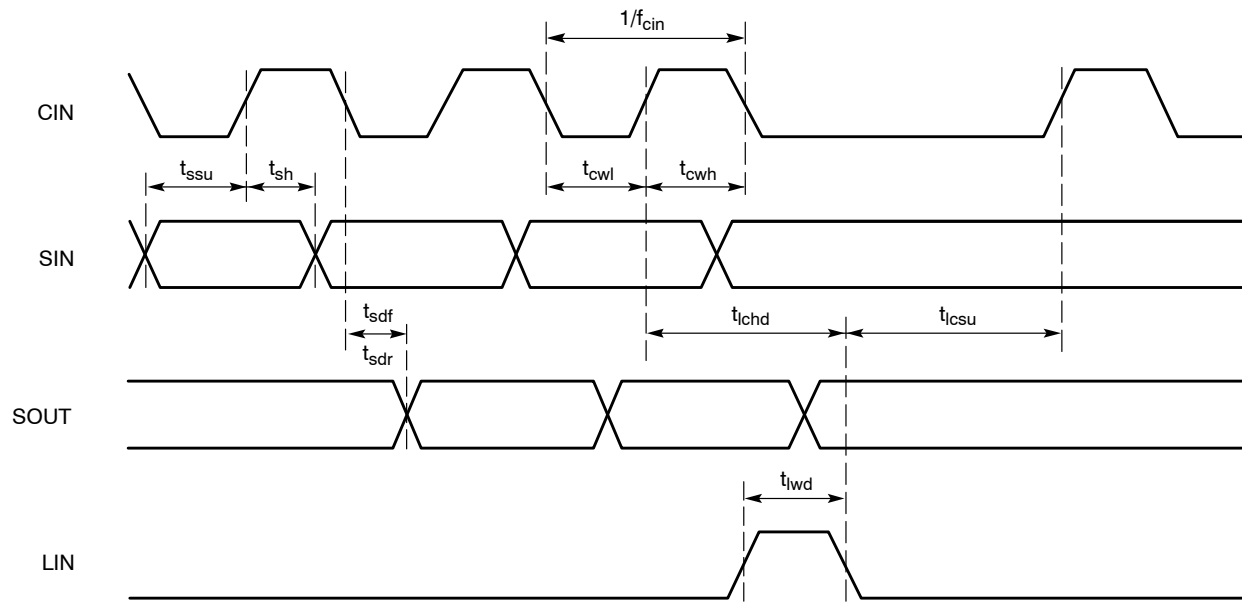 1/fcin
CIN
tssu
tsh
tcwl
tcwh
SIN
tsdf
tsdr
tlchd
tlcsu
SOUT
tlwd
LIN